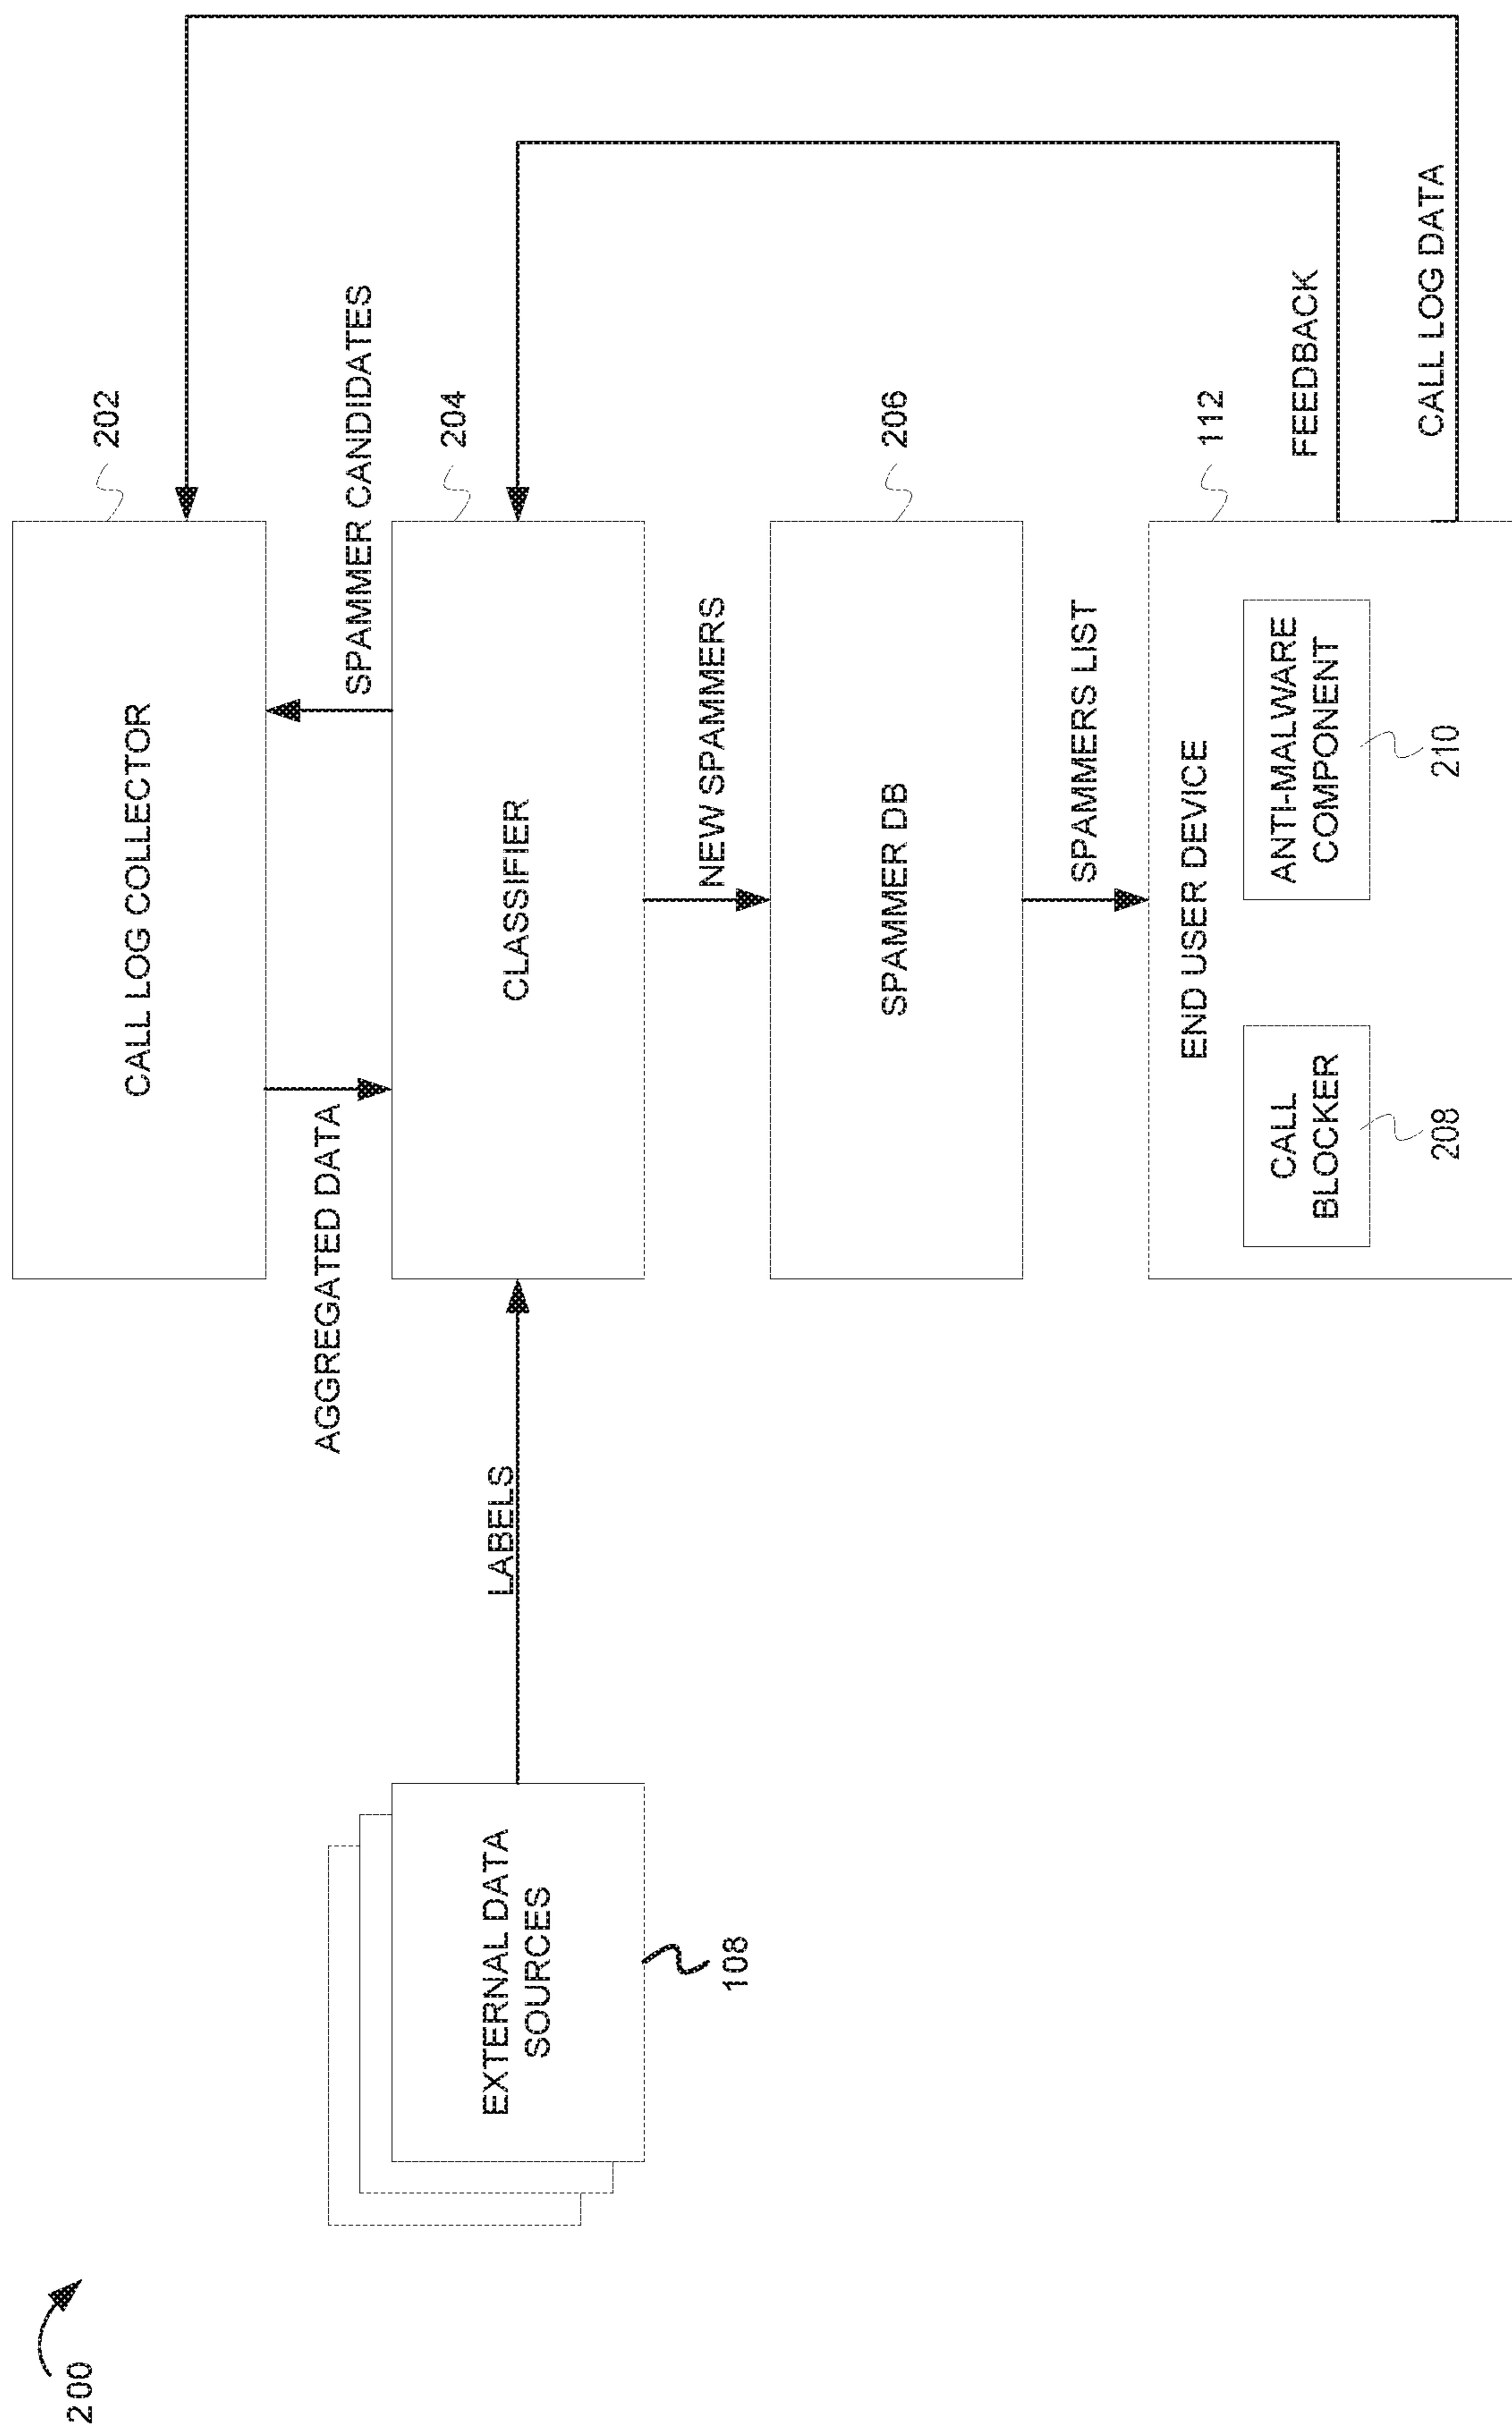 200
CALL LOG COLLECTOR
202
AGGREGATED DATA
SPAMMER CANDIDATES
EXTERNAL DATA
SOURCES
108
LABELS
CLASSIFIER
204
NEW SPAMMERS
SPAMMER DB
206
SPAMMERS LIST
END USER DEVICE
112
CALL
BLOCKER
208
ANTI-MALWARE
COMPONENT
210
FEEDBACK
CALL LOG DATA